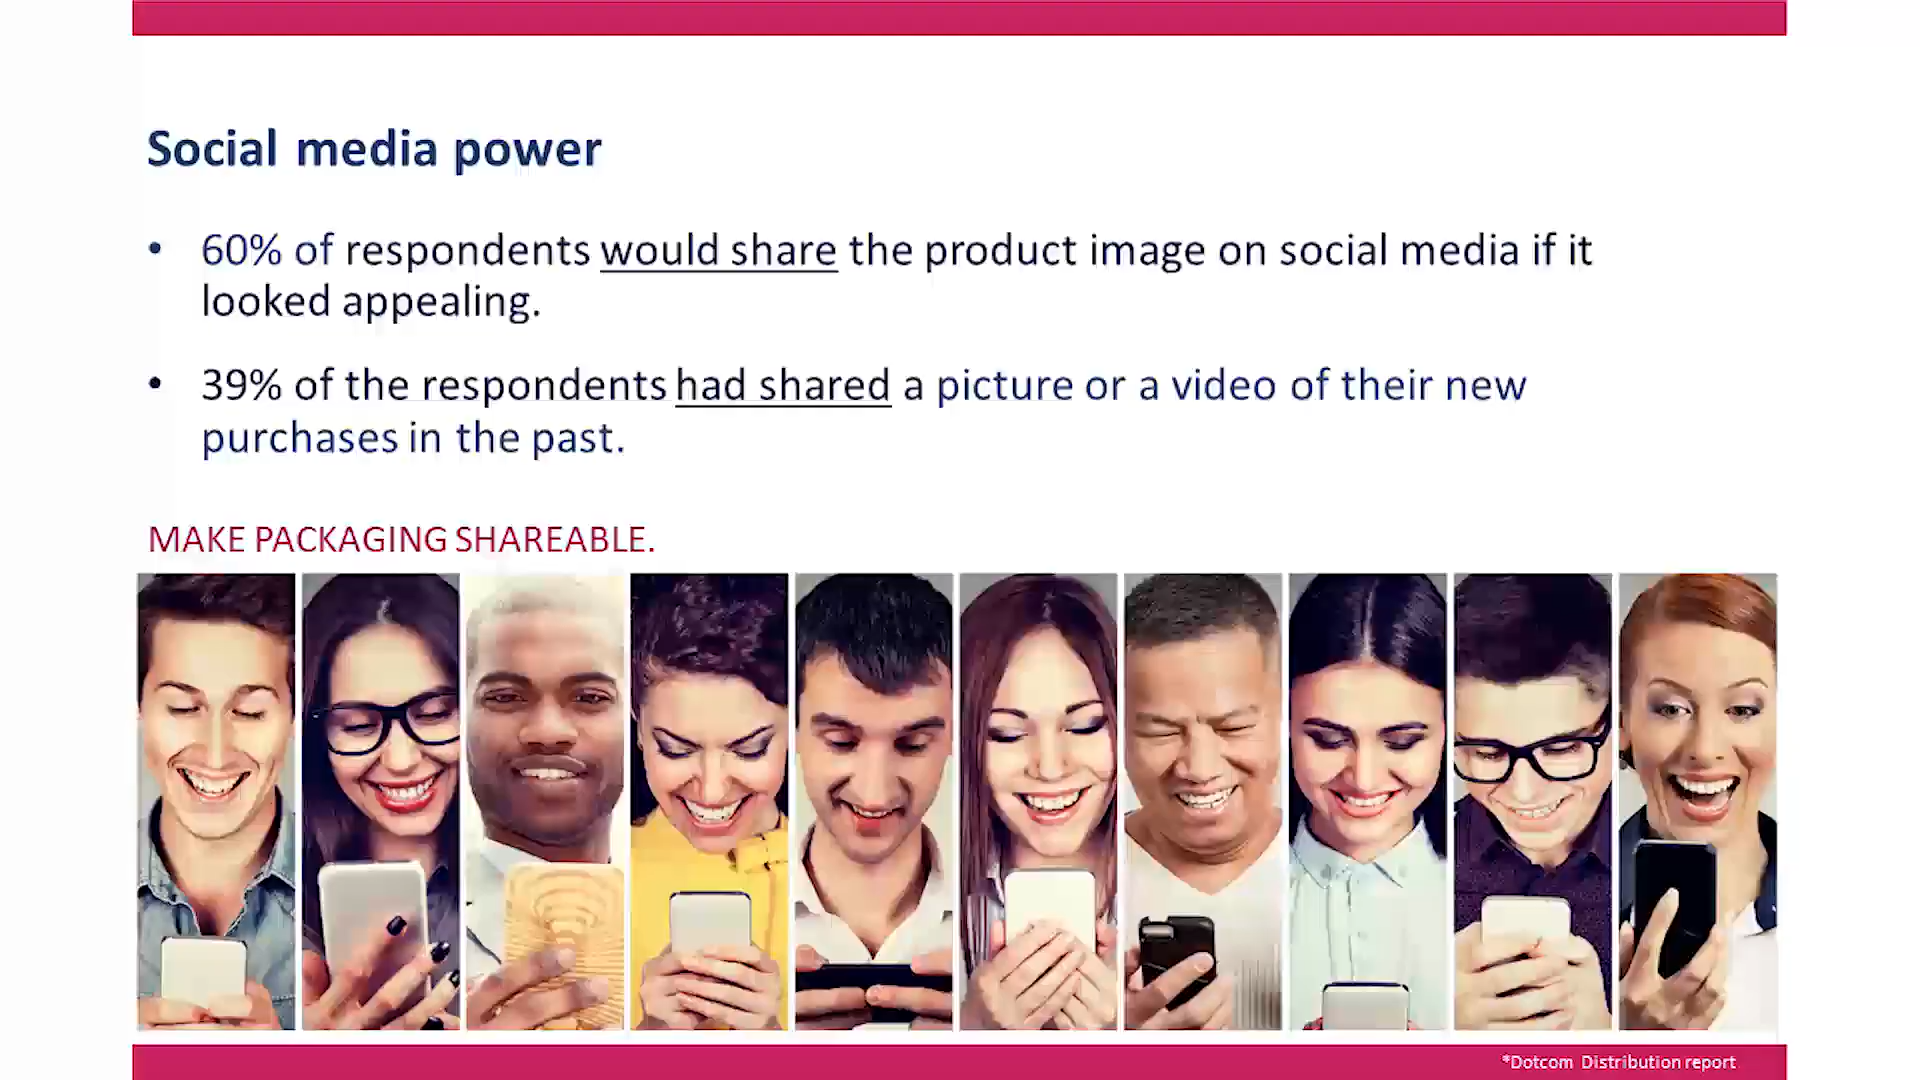 Social media power
• 60% of respondents would share the product image on social media if it
looked appealing.
• 39% of the respondents had shared a picture or a video of their new
purchases in the past.
MAKE PACKAGING SHAREABLE.
*Dotcom Distribution report